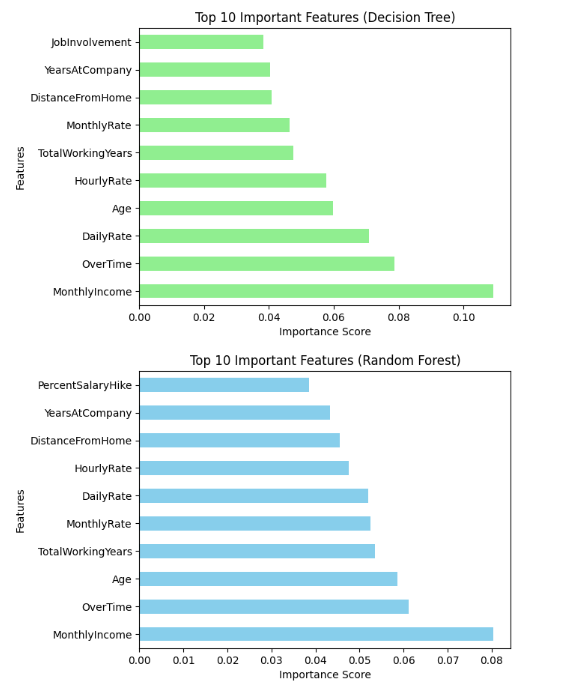 Top 10 Important Features (Decision Tree)
JobInvolvement
YearsAtCompany
DistanceFromHome
MonthlyRate
TotalWorkingYears
HourlyRate
Age
DailyRate
OverTime
MonthlyIncome
Features
0.00 0.02 0.04 0.06 0.08 0.10
Importance Score
Top 10 Important Features (Random Forest)
PercentSalaryHike
YearsAtCompany
DistanceFromHome
HourlyRate
DailyRate
MonthlyRate
TotalWorkingYears
Age
OverTime
MonthlyIncome
Features
0.00 0.01 0.02 0.03 0.04 0.05 0.06 0.07 0.08
Importance Score